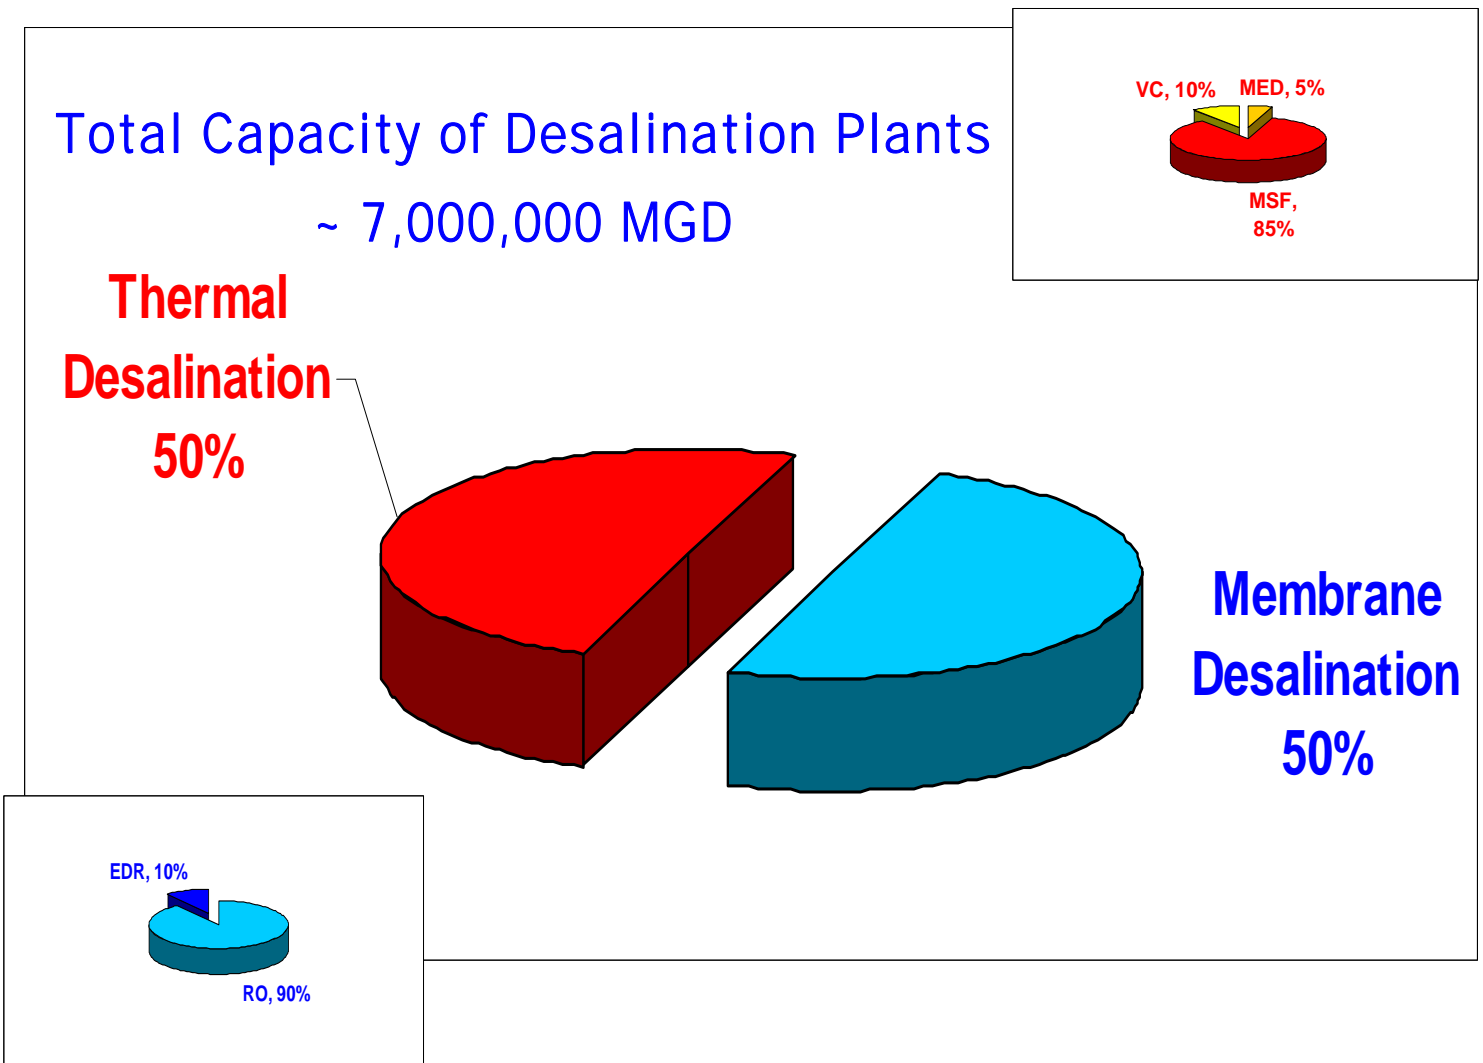 Total Capacity of Desalination Plants
~ 7,000,000 MGD
VC, 10%
MED, 5%
MSF,
85%
Thermal
Desalination
50%
Membrane
Desalination
50%
EDR, 10%
RO, 90%